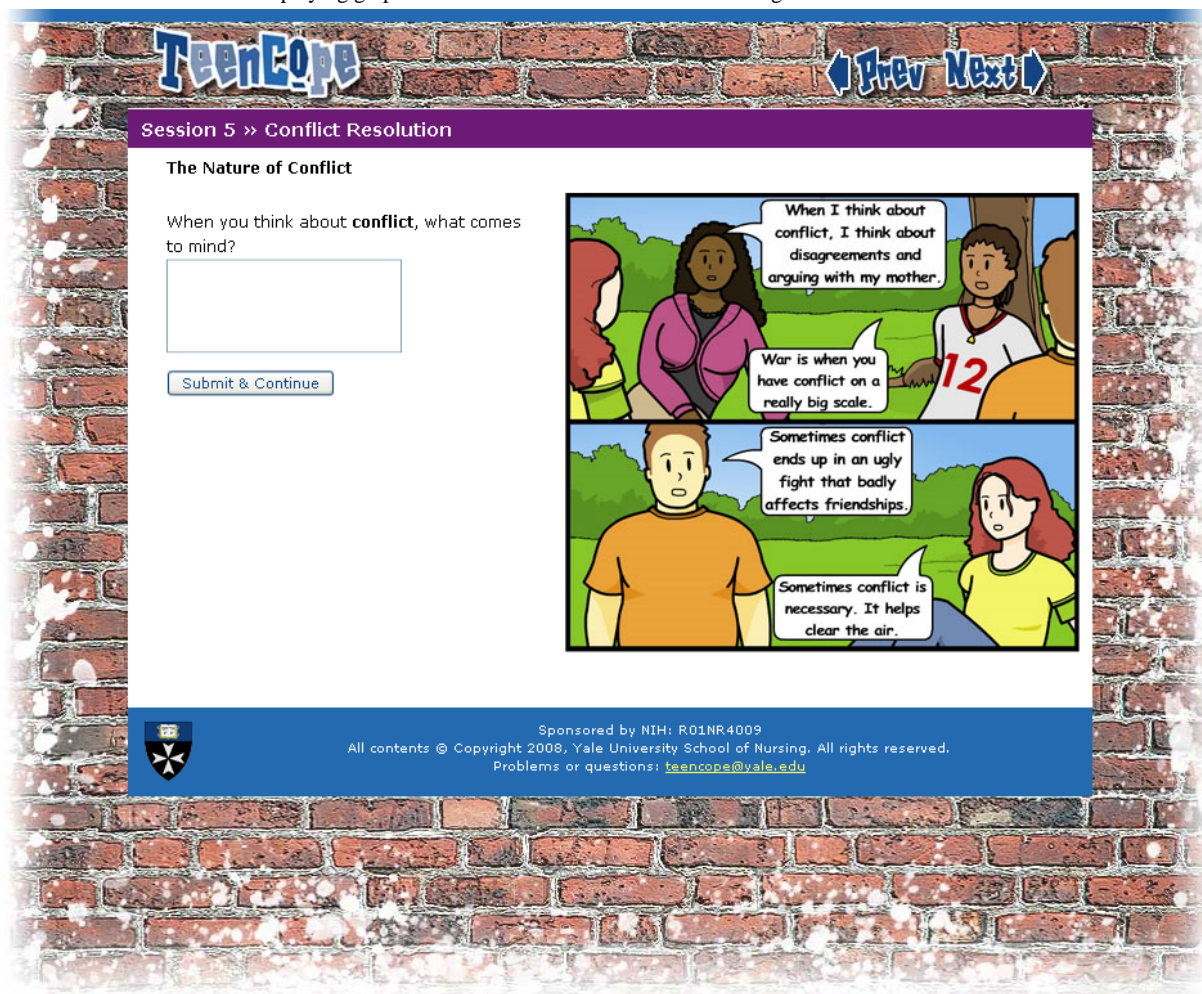 TeenCope
Prev Next
Session 5 » Conflict Resolution
The Nature of Conflict
When you think about conflict, what comes
to mind?
Submit & Continue
When I think about
conflict, I think about
disagreements and
arguing with my mother.
War is when you
have conflict on a
really big scale.
12
Sometimes conflict
ends up in an ugly
fight that badly
affects friendships.
Sometimes conflict is
necessary. It helps
clear the air.
Sponsored by NIH: R01NR4009
All contents © Copyright 2008, Yale University School of Nursing. All rights reserved.
Problems or questions: teencope@yale.edu